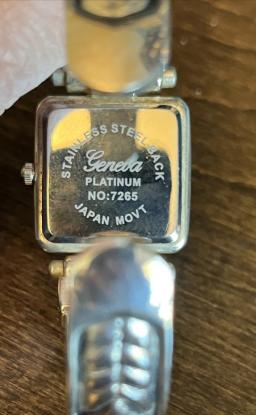 STAINLESS STEEL BACK
Geneva
PLATINUM
NO:7265
JAPAN MOVT